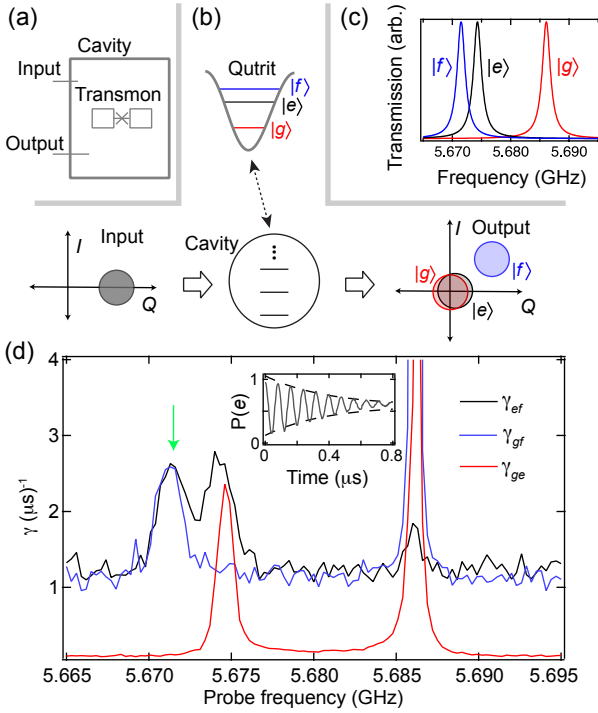 (a)
Cavity
Input
Transmon
Output
(b)
Qutrit
|f⟩
|e⟩
|g⟩
(c)
Transmission (arb.)
|f⟩
|e⟩
|g⟩
5.670
5.680
5.690
Frequency (GHz)
I
Input
Q
Cavity
I
Output
|g⟩
|f⟩
|e⟩
Q
(d)
γ (μs)⁻¹
4
3
2
1
P(e)
1
0
0.0
0.4
0.8
Time (μs)
γef
γgf
γge
5.665
5.670
5.675
5.680
5.685
5.690
5.695
Probe frequency (GHz)